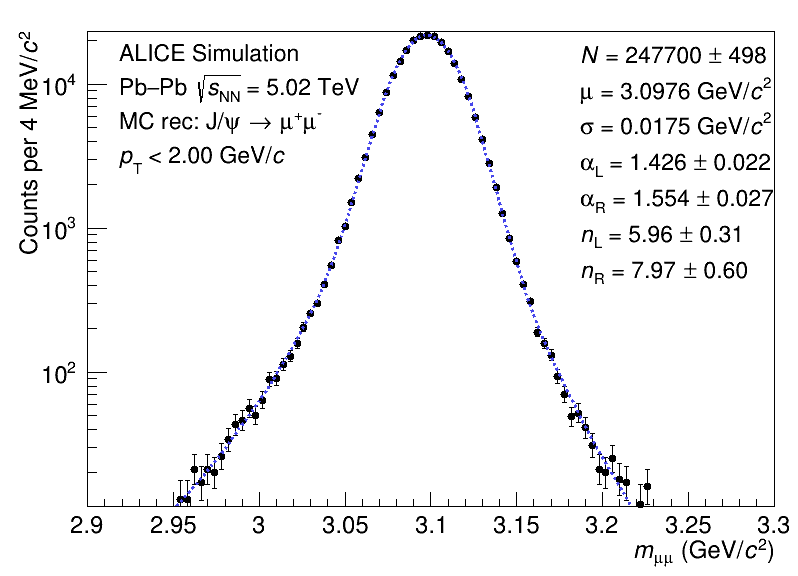 Counts per 4 MeV/c²
ALICE Simulation
Pb–Pb √sNN = 5.02 TeV
MC rec: J/ψ → μ⁺μ⁻
pT < 2.00 GeV/c
N = 247700 ± 498
μ = 3.0976 GeV/c²
σ = 0.0175 GeV/c²
αL = 1.426 ± 0.022
αR = 1.554 ± 0.027
nL = 5.96 ± 0.31
nR = 7.97 ± 0.60
10⁴
10³
10²
2.9 2.95 3 3.05 3.1 3.15 3.2 3.25 3.3
mμμ (GeV/c²)